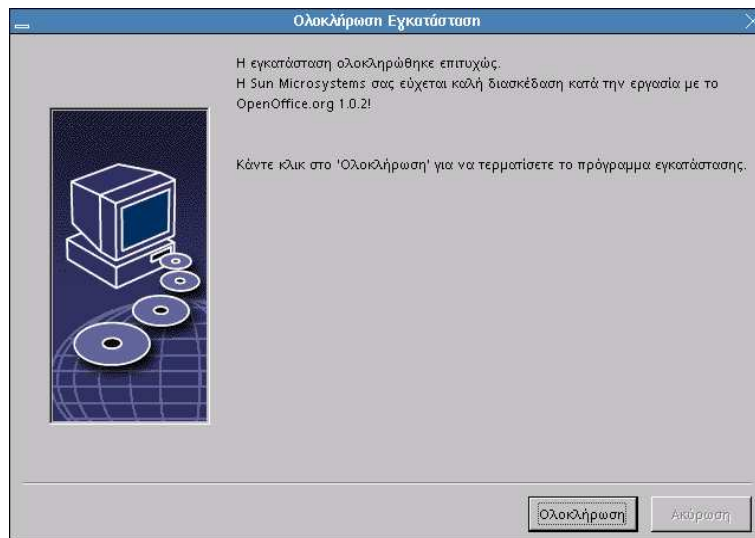 Ολοκλήρωση Εγκατάσταση
Η εγκατάσταση ολοκληρώθηκε επιτυχώς.
Η Sun Microsystems σας εύχεται καλή διασκέδαση κατά την εργασία με το
OpenOffice.org 1.0.2!
Κάντε κλικ στο 'Ολοκλήρωση' για να τερματίσετε το πρόγραμμα εγκατάστασης.
Ολοκλήρωση
Ακύρωση